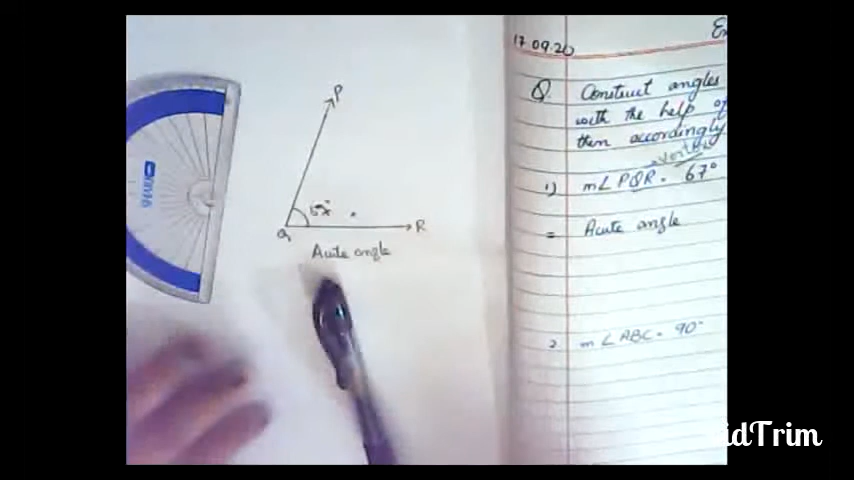 P
67°
Q
R
Acute angle
17.09.20
Q. Construct angles
with the help of
then accordingly
vertex
1) m∠PQR = 67°
= Acute angle
2. m∠ABC = 90°